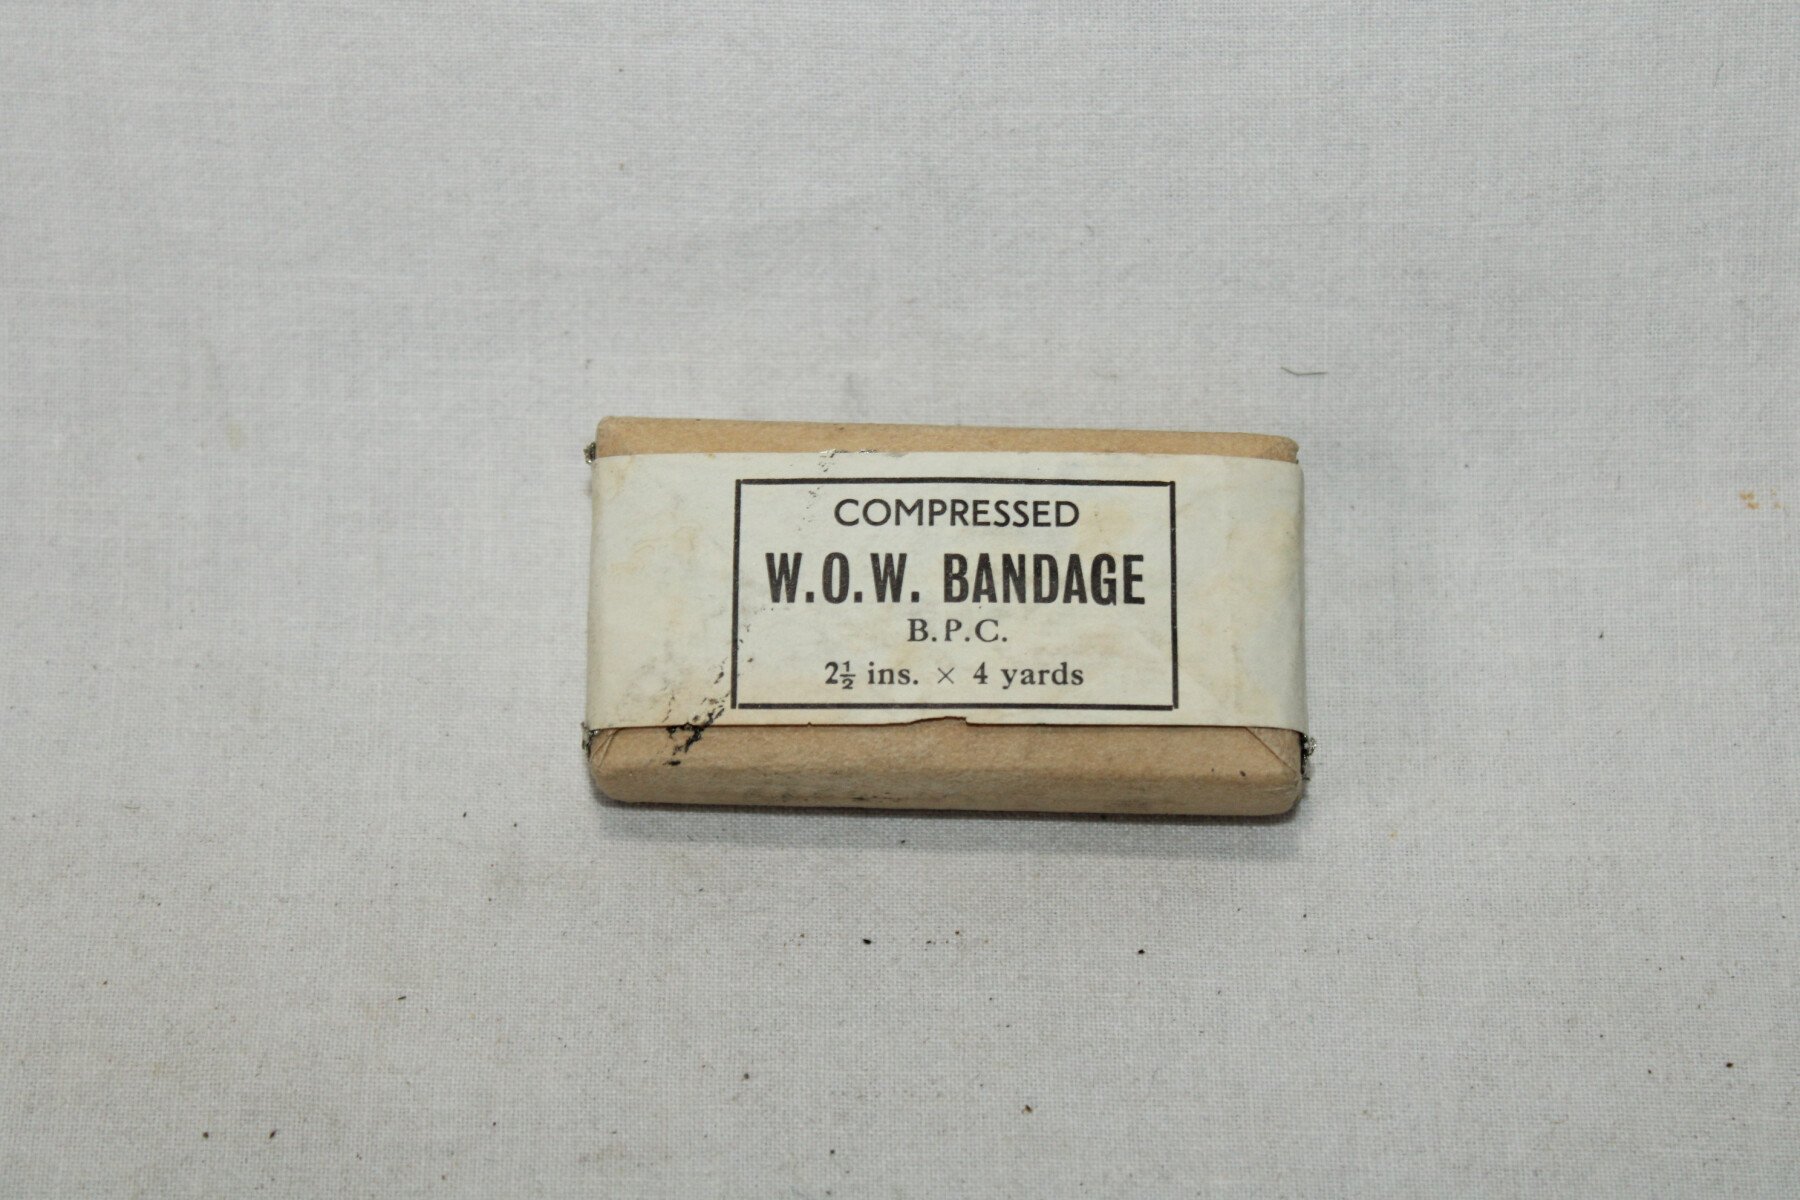 COMPRESSED
W.O.W. BANDAGE
B.P.C.
2½ ins. × 4 yards